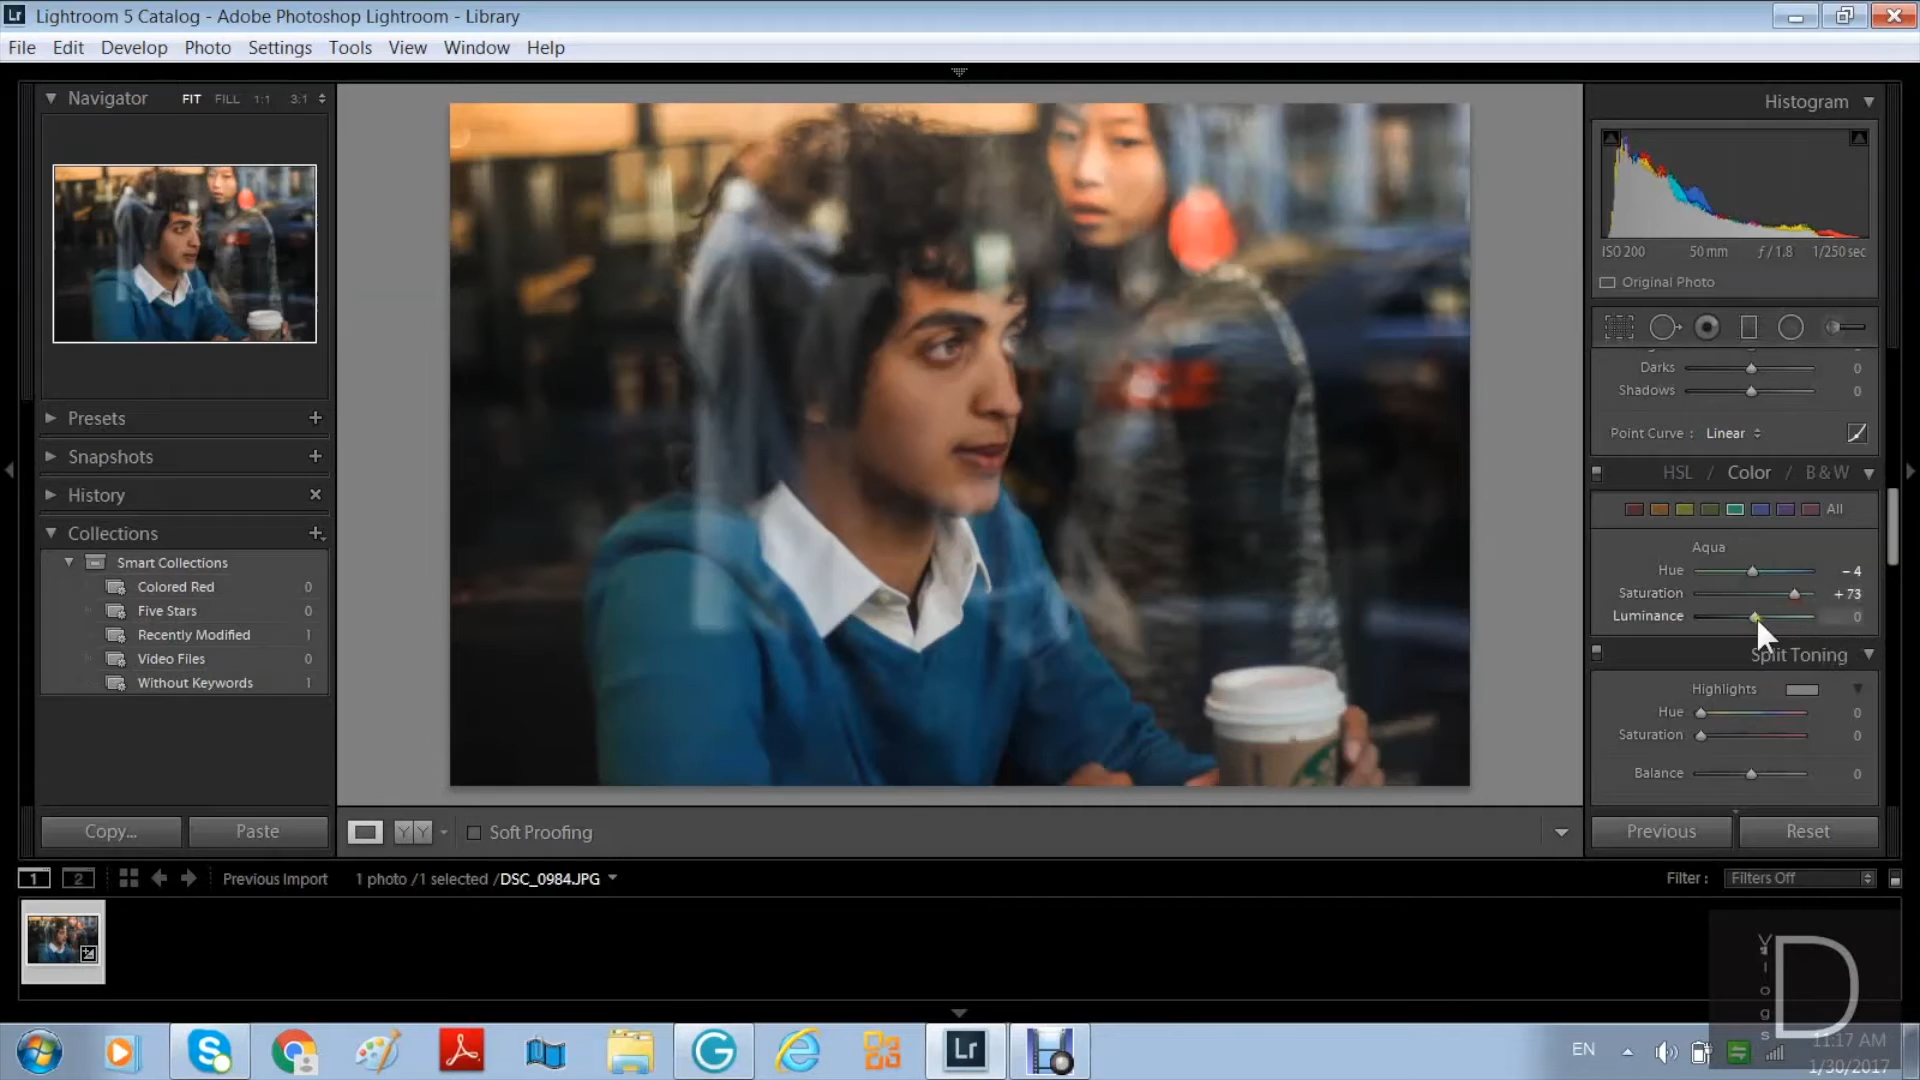 Lightroom 5 Catalog - Adobe Photoshop Lightroom - Library
File Edit Develop Photo Settings Tools View Window Help
Navigator FIT FILL 1:1 3:1
Presets
Snapshots
History
Collections
Smart Collections
Colored Red 0
Five Stars 0
Recently Modified 1
Video Files 0
Without Keywords 1
Copy... Paste
Soft Proofing
Histogram
ISO 200 50 mm ƒ / 1.8 1/250 sec
Original Photo
Darks 0
Shadows 0
Point Curve : Linear
HSL / Color / B & W
All
Aqua
Hue - 4
Saturation + 73
Luminance 0
Split Toning
Highlights
Hue 0
Saturation 0
Balance 0
Previous Reset
1 2 Previous Import 1 photo / 1 selected / DSC_0984.JPG Filter : Filters Off
D
Vlogs
EN
11:17 AM
1/30/2017